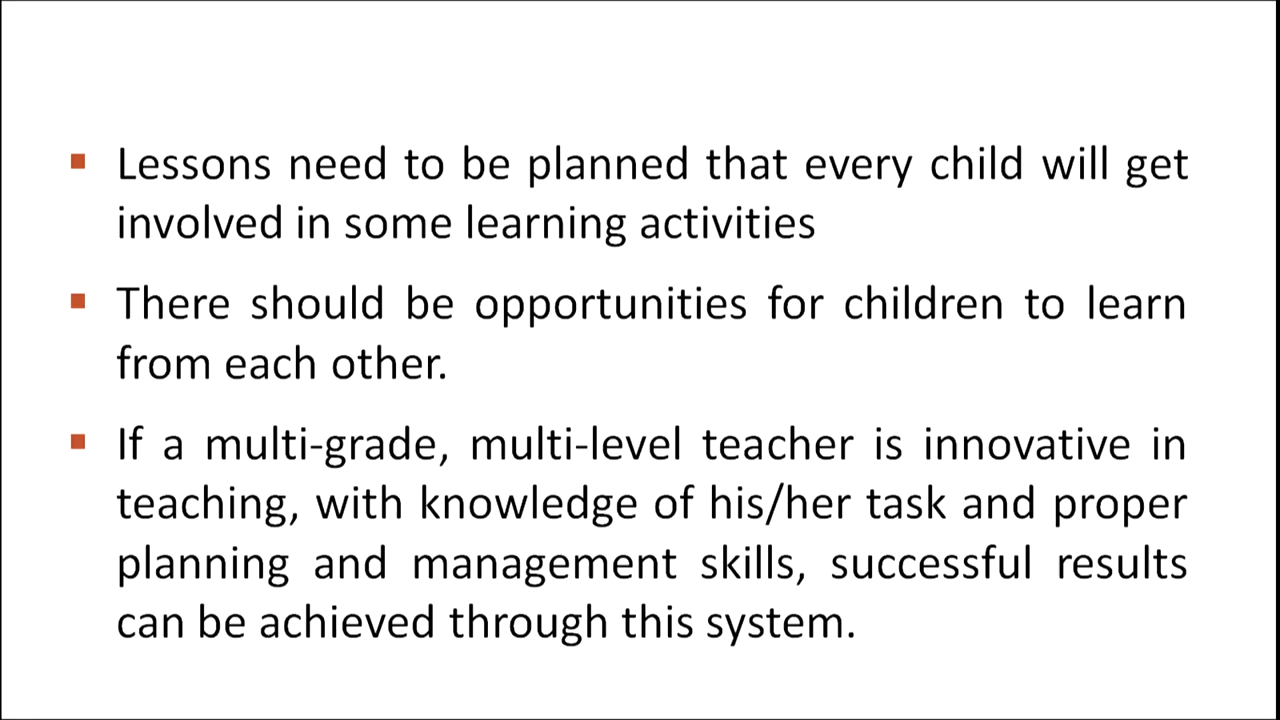 Lessons need to be planned that every child will get
involved in some learning activities
There should be opportunities for children to learn
from each other.
If a multi-grade, multi-level teacher is innovative in
teaching, with knowledge of his/her task and proper
planning and management skills, successful results
can be achieved through this system.